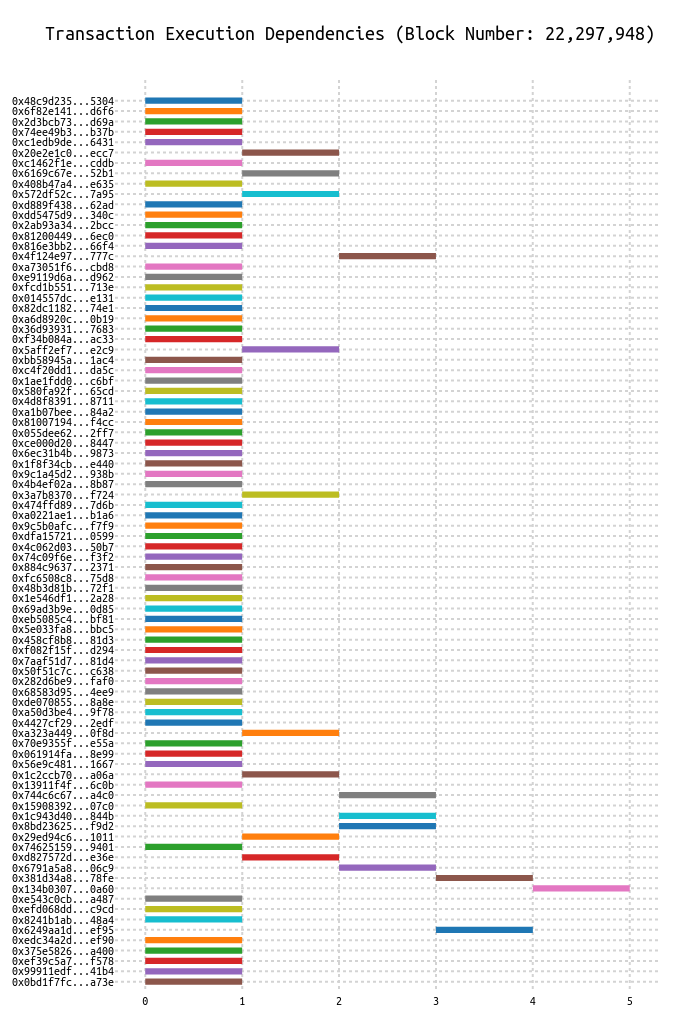 Transaction Execution Dependencies (Block Number: 22,297,948)
0x48c9d235...5304
0x6f82e141...d6f6
0x2d3bcb73...d69a
0x74ee49b3...b37b
0xc1edb9de...6431
0x20e2e1c0...ecc7
0xc1462f1e...cddb
0x6169c67e...52b1
0x408b47a4...e635
0x572df52c...7a95
0xd889f438...62ad
0xdd5475d9...340c
0x2ab93a34...2bcc
0x81200449...6ec0
0x816e3bb2...66f4
0x4f124e97...777c
0xa73051f6...cbd8
0xe9119d6a...d962
0xfcd1b551...713e
0x014557dc...e131
0x82dc1182...74e1
0xa6d8920c...0b19
0x36d93931...7683
0xf34b084a...ac33
0x5aff2ef7...e2c9
0xbb58945a...1ac4
0xc4f20dd1...da5c
0x1ae1fdd0...c6bf
0x580fa92f...65cd
0x4d8f8391...8711
0xa1b07bee...84a2
0x81007194...f4cc
0x055dee62...2ff7
0xce000d20...8447
0x6ec31b4b...9873
0x1f8f34cb...e440
0x9c1a45d2...938b
0x4b4ef02a...8b87
0x3a7b8370...f724
0x474ffd89...7d6b
0xa0221ae1...b1a6
0x9c5b0afc...f7f9
0xdfa15721...0599
0x4c062d03...50b7
0x74c09f6e...f3f2
0x884c9637...2371
0xfc6508c8...75d8
0x48b3d81b...72f1
0x1e546df1...2a28
0x69ad3b9e...0d85
0xeb5085c4...bf81
0x5e033fa8...bbc5
0x458cf8b8...81d3
0xf082f15f...d294
0x7aaf51d7...81d4
0x50f51c7c...c638
0x282d6be9...faf0
0x68583d95...4ee9
0xde070855...8a8e
0xa50d3be4...9f78
0x4427cf29...2edf
0xa323a449...0f8d
0x70e9355f...e55a
0x061914fa...8e99
0x56e9c481...1667
0x1c2ccb70...a06a
0x13911f4f...6c0b
0x744c6c67...a4c0
0x15908392...07c0
0x1c943d40...844b
0x8bd23625...f9d2
0x29ed94c6...1011
0x74625159...9401
0xd827572d...e36e
0x6791a5a8...06c9
0x381d34a8...78fe
0x134b0307...0a60
0xe543c0cb...a487
0xefd068dd...c9cd
0x8241b1ab...48a4
0x6249aa1d...ef95
0xedc34a2d...ef90
0x375e5826...a400
0xef39c5a7...f578
0x99911edf...41b4
0x0bd1f7fc...a73e
0 1 2 3 4 5